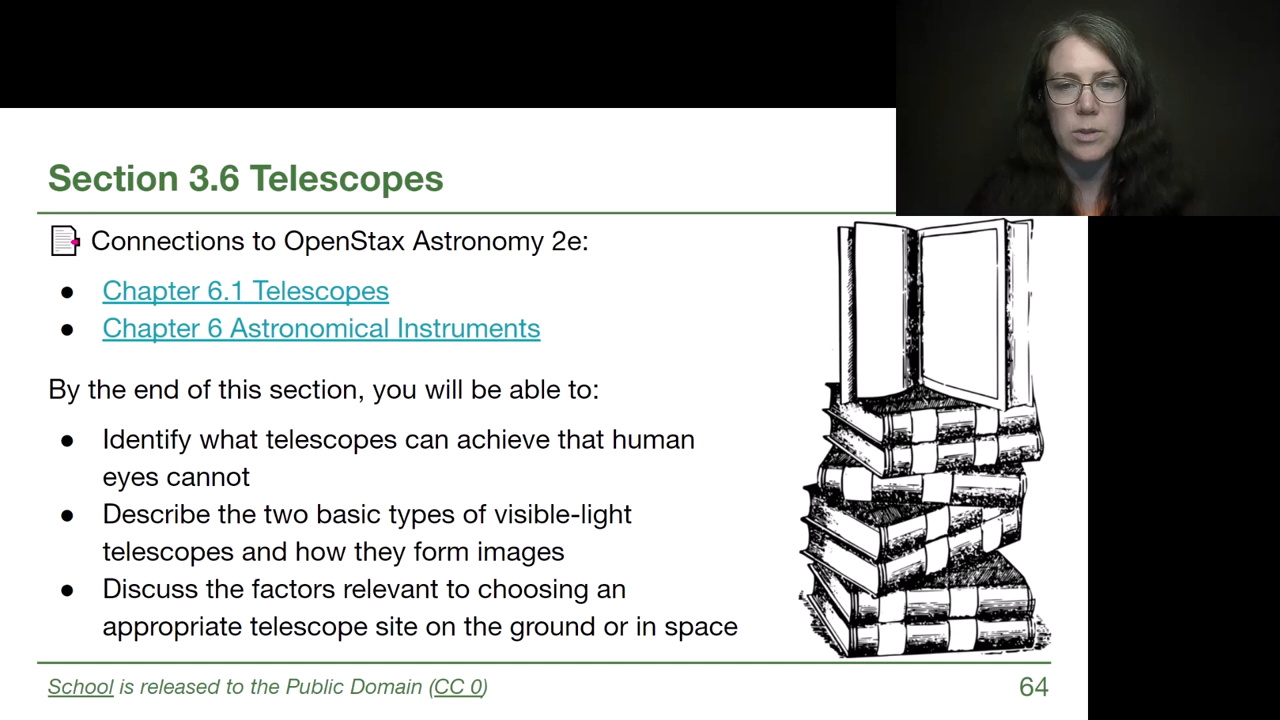 Section 3.6 Telescopes
Connections to OpenStax Astronomy 2e:
● Chapter 6.1 Telescopes
● Chapter 6 Astronomical Instruments
By the end of this section, you will be able to:
● Identify what telescopes can achieve that human
eyes cannot
● Describe the two basic types of visible-light
telescopes and how they form images
● Discuss the factors relevant to choosing an
appropriate telescope site on the ground or in space
School is released to the Public Domain (CC 0)
64